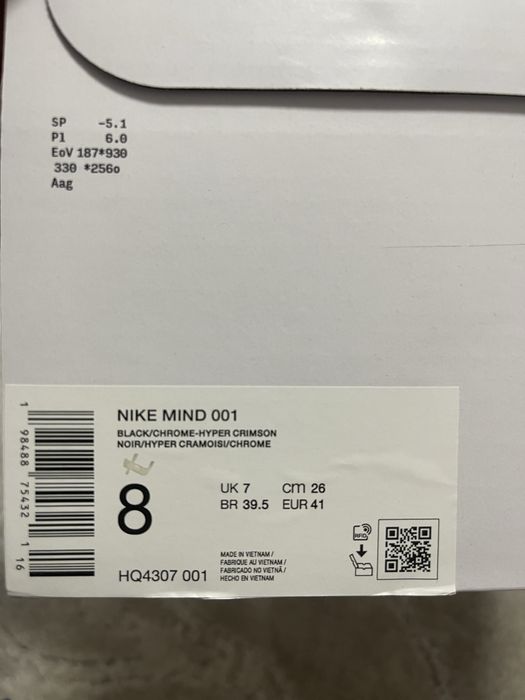 SP -5.1
Pl 6.0
EoV 187*930
330 *256o
Aag
NIKE MIND 001
BLACK/CHROME-HYPER CRIMSON
NOIR/HYPER CRAMOISI/CHROME
8
UK 7 CM 26
BR 39.5 EUR 41
HQ4307 001
MADE IN VIETNAM /
FABRIQUE AU VIETNAM /
FABRICADO NO VIETNÃ /
HECHO EN VIETNAM
RFID
1 98488 75432 1 16